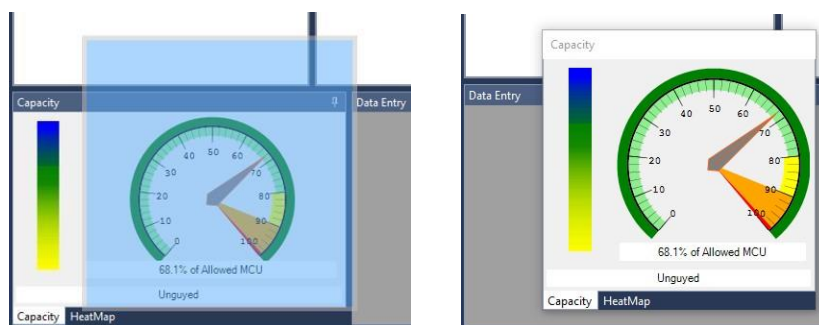 Capacity
Data Entry
0
10
20
30
40
50
60
70
80
90
100
68.1% of Allowed MCU
Unguyed
Capacity HeatMap
Capacity
Data Entry
0
10
20
30
40
50
60
70
80
90
100
68.1% of Allowed MCU
Unguyed
Capacity HeatMap